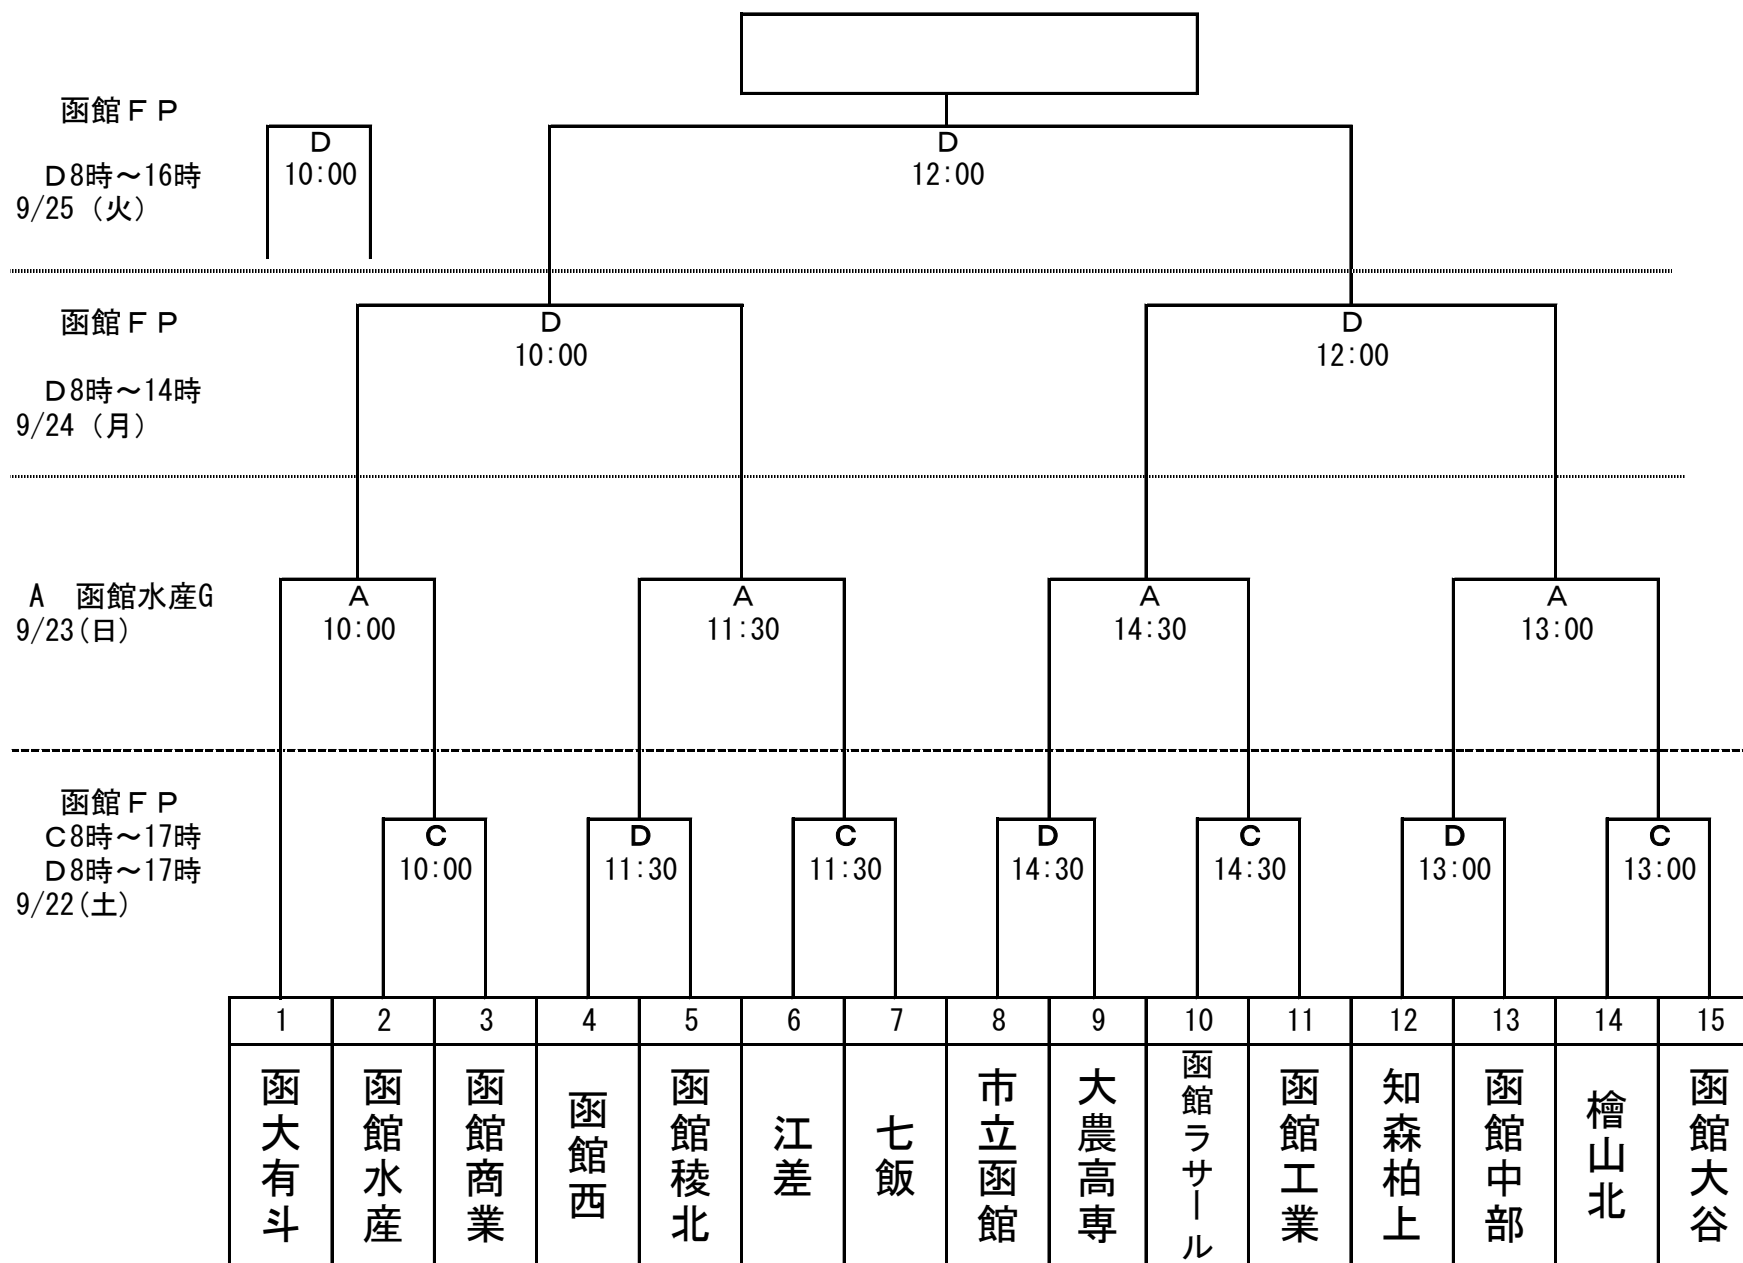 函館ＦＰ
Ｄ
Ｄ
Ｄ8時～16時
10:00
12:00
9/25（火）
函館ＦＰ
Ｄ
Ｄ
10:00
12:00
Ｄ8時～14時
9/24（月）
A　函館水産G
Ａ
Ａ
Ａ
Ａ
9/23(日)
10:00
11:30
14:30
13:00
函館ＦＰ
Ｃ8時～17時
Ｃ
Ｄ
Ｃ
Ｄ
Ｃ
Ｄ
Ｃ
Ｄ8時～17時
10:00
11:30
11:30
14:30
14:30
13:00
13:00
9/22(土)
1
2
3
4
5
6
7
8
9
10
11
12
13
14
15
函大有斗
函館水産
函館商業
函館西
函館稜北
江差
七飯
市立函館
大農高専
函館ラサール
函館工業
知森柏上
函館中部
檜山北
函館大谷